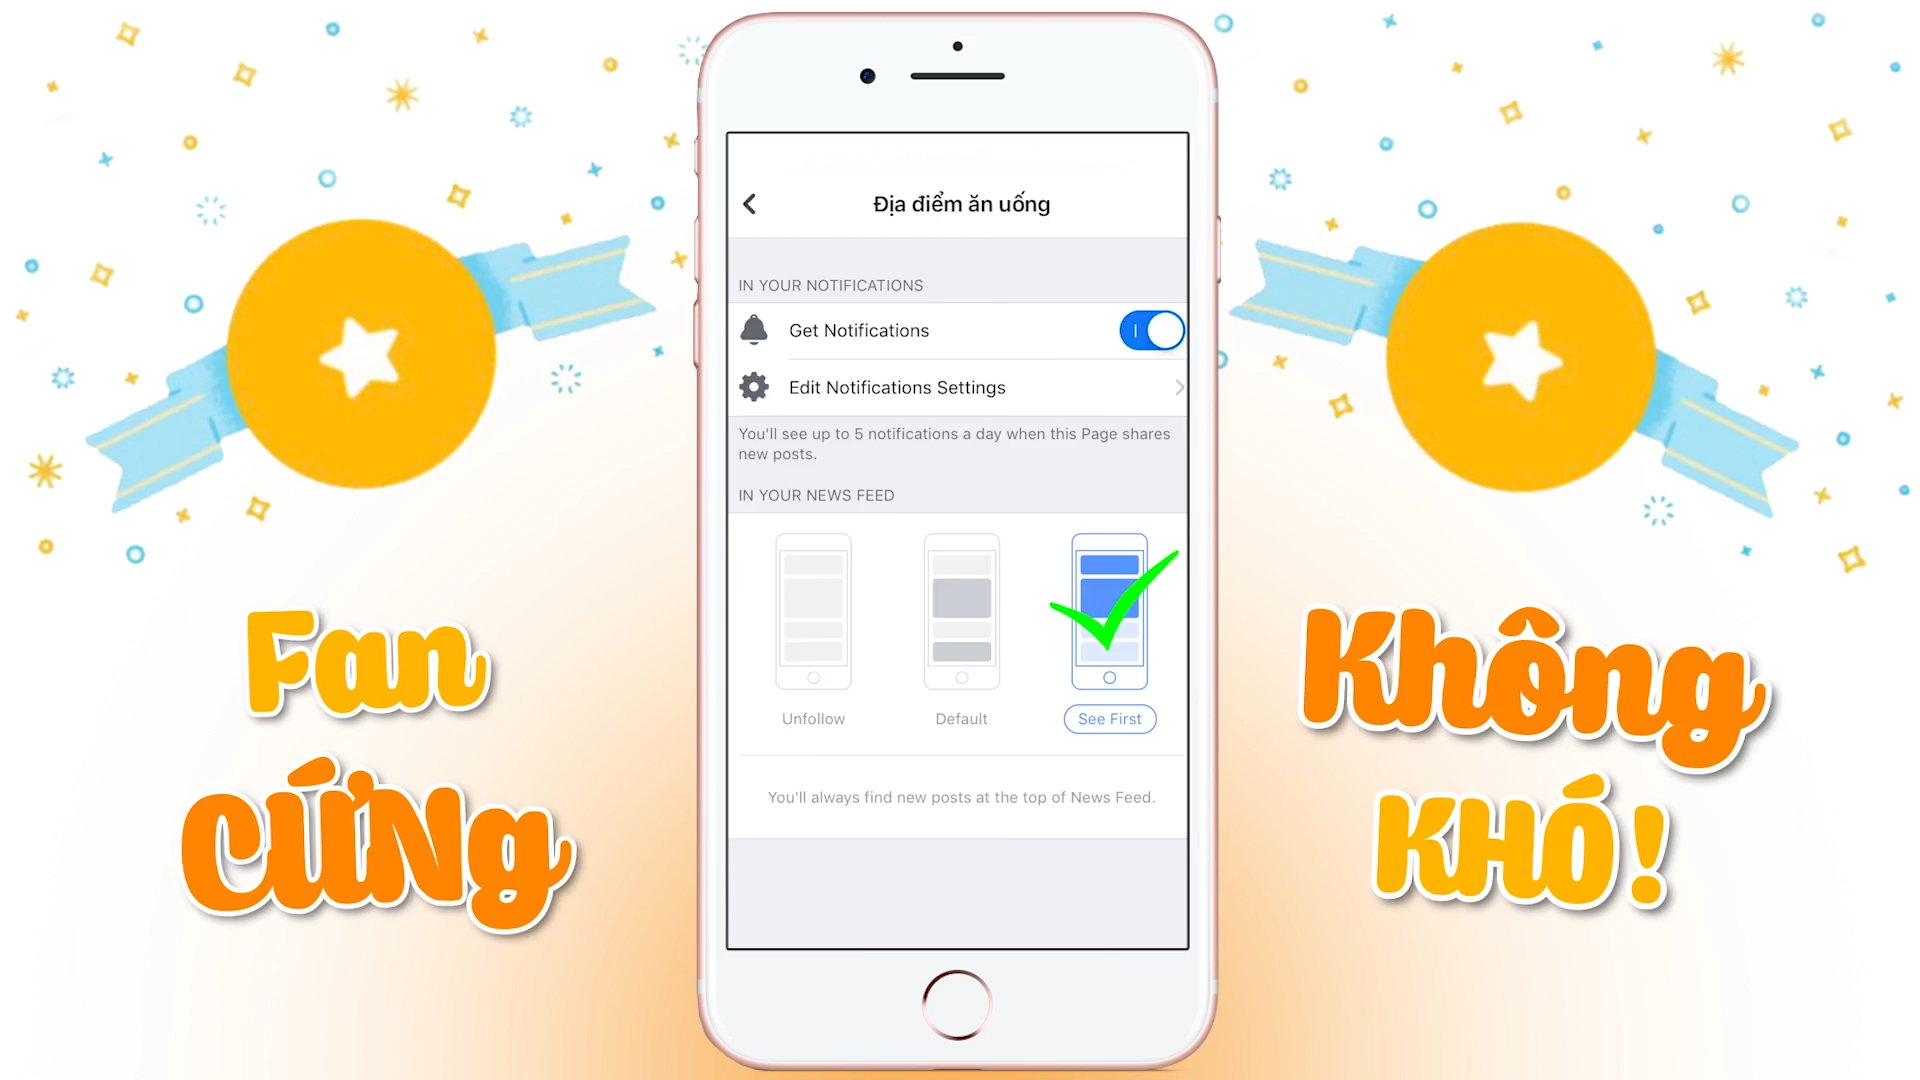 Địa điểm ăn uống
IN YOUR NOTIFICATIONS
Get Notifications
Edit Notifications Settings
You'll see up to 5 notifications a day when this Page shares
new posts.
IN YOUR NEWS FEED
Unfollow
Default
See First
You'll always find new posts at the top of News Feed.
Fan
CỨNg
Không
KHÓ!